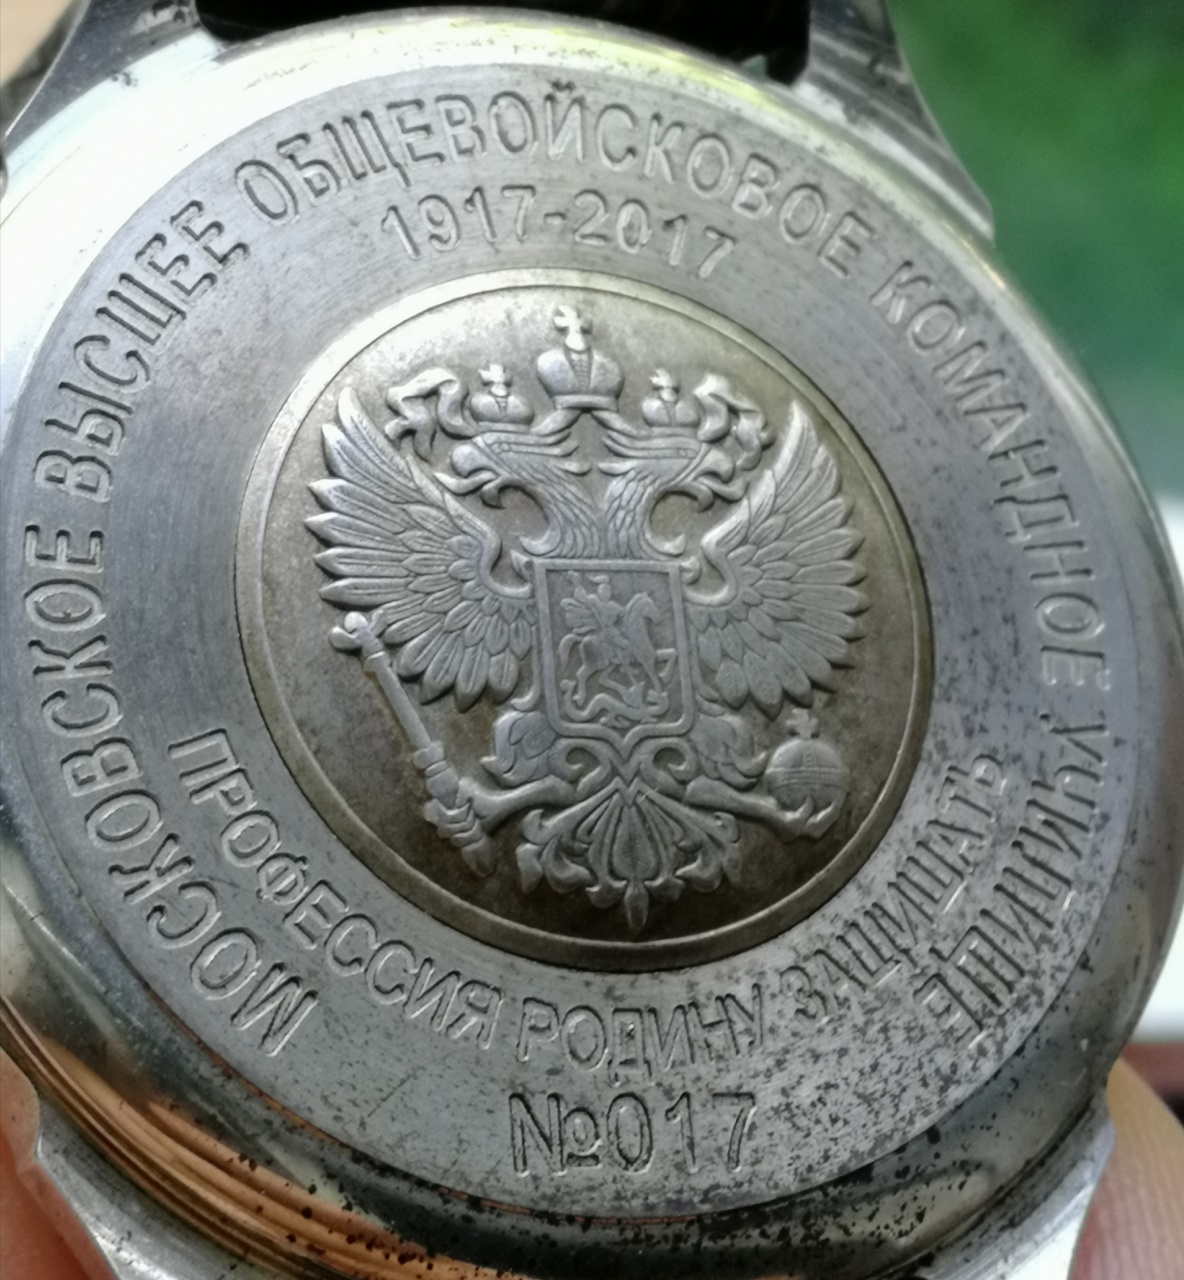 МОСКОВСКОЕ ВЫСШЕЕ ОБЩЕВОЙСКОВОЕ КОМАНДНОЕ УЧИЛИЩЕ
1917-2017
ПРОФЕССИЯ РОДИНУ ЗАЩИЩАТЬ
№017